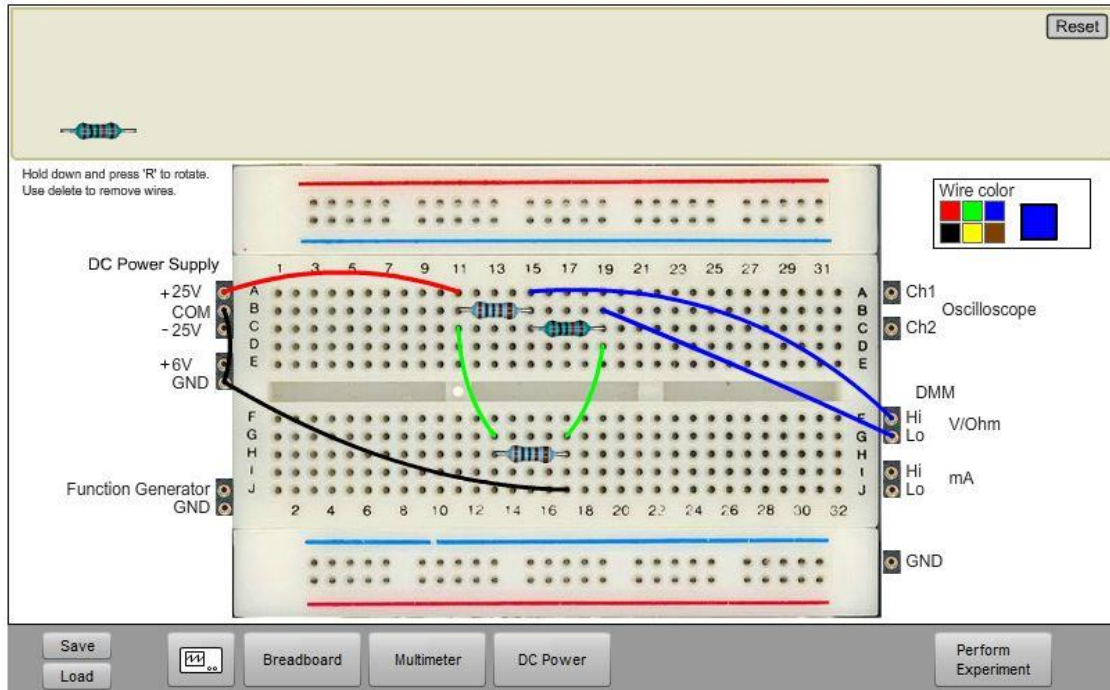 Reset
Hold down and press 'R' to rotate.
Use delete to remove wires.
Wire color
DC Power Supply
+25V
COM
-25V
+6V
GND
1 3 5 7 9 11 13 15 17 19 21 23 25 27 29 31
A A
B B
C C
D D
E E
F F
G G
H H
I I
J J
2 4 6 8 10 12 14 16 18 20 22 24 26 28 30 32
Ch1
Oscilloscope
Ch2
DMM
Hi
V/Ohm
Lo
Hi
mA
Lo
Function Generator
GND
GND
Save
Load
Breadboard
Multimeter
DC Power
Perform
Experiment